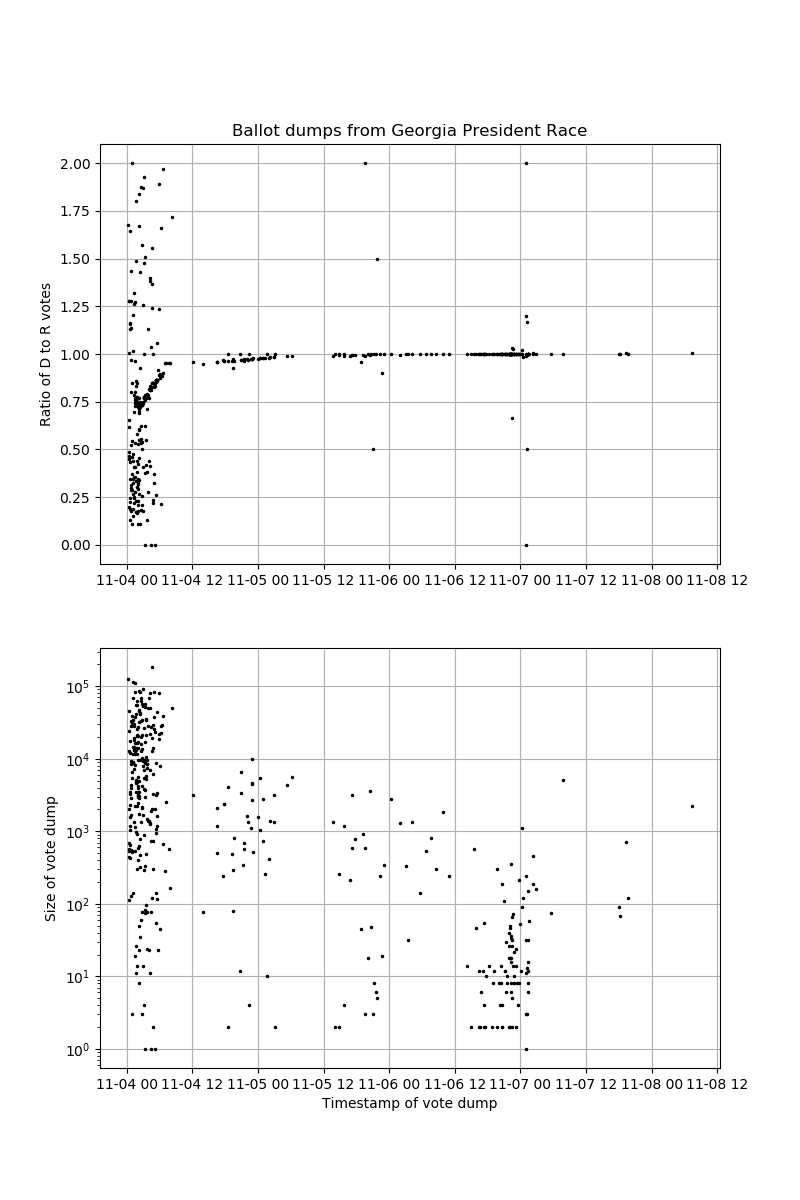 Ballot dumps from Georgia President Race
Ratio of D to R votes
2.00
1.75
1.50
1.25
1.00
0.75
0.50
0.25
0.00
11-04 00 11-04 12 11-05 00 11-05 12 11-06 00 11-06 12 11-07 00 11-07 12 11-08 00 11-08 12
Size of vote dump
10⁵
10⁴
10³
10²
10¹
10⁰
11-04 00 11-04 12 11-05 00 11-05 12 11-06 00 11-06 12 11-07 00 11-07 12 11-08 00 11-08 12
Timestamp of vote dump